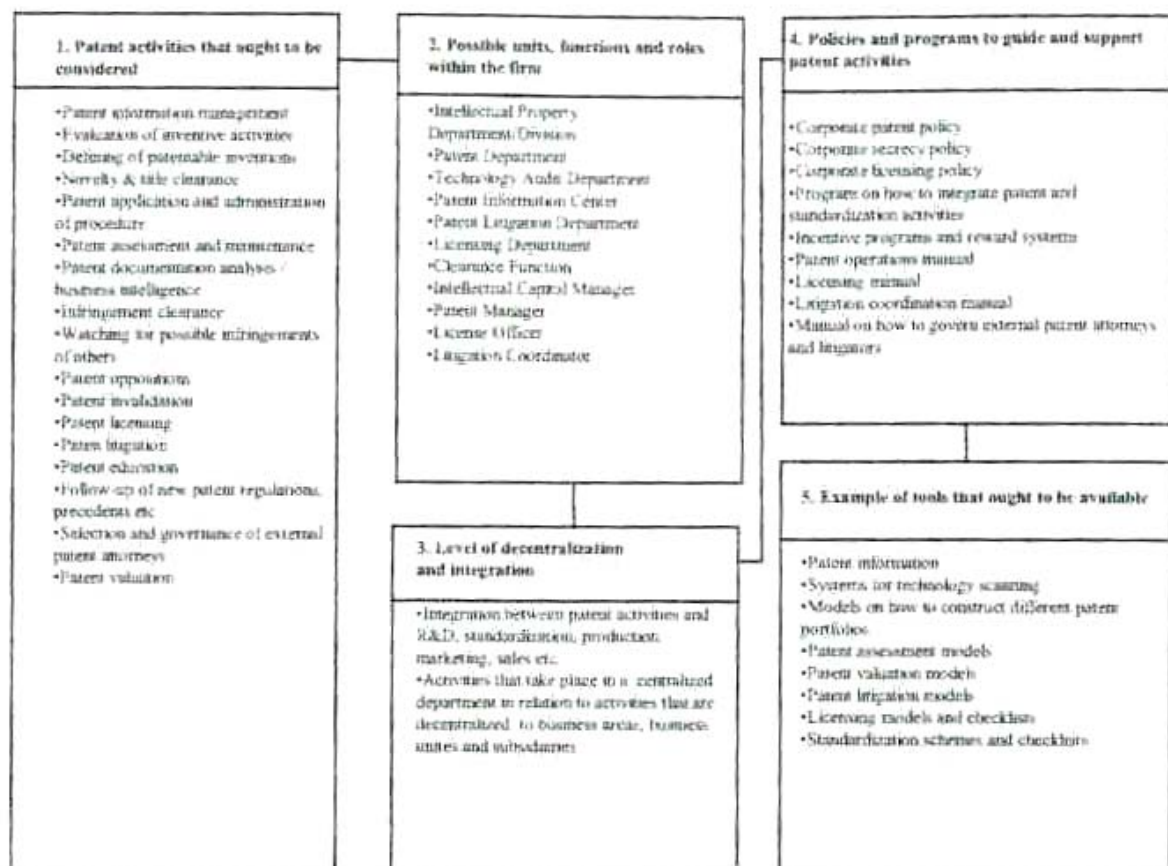 1. Patent activities that ought to be
considered
•Patent information management
•Evaluation of inventive activities
•Defining of patentable inventions
•Novelty & title clearance
•Patent application and administration
of procedure
•Patent assessment and maintenance
•Patent documentation analyses /
business intelligence
•Infringement clearance
•Watching for possible infringements
of others
•Patent oppositions
•Patent invalidation
•Patent licensing
•Patent litigation
•Patent education
•Follow-up of new patent regulations,
precedents etc
•Selection and governance of external
patent attorneys
•Patent valuation
2. Possible units, functions and roles
within the firm
•Intellectual Property
Department/Division
•Patent Department
•Technology Audit Department
•Patent Information Center
•Patent Litigation Department
•Licensing Department
•Clearance Function
•Intellectual Capital Manager
•Patent Manager
•License Officer
•Litigation Coordinator
3. Level of decentralization
and integration
•Integration between patent activities and
R&D, standardization, production,
marketing, sales etc
•Activities that take place in a centralized
department in relation to activities that are
decentralized to business areas, business
unites and subsidiaries
4. Policies and programs to guide and support
patent activities
•Corporate patent policy
•Corporate secrecy policy
•Corporate licensing policy
•Program on how to integrate patent and
standardization activities
•Incentive programs and reward systems
•Patent operations manual
•Licensing manual
•Litigation coordination manual
•Manual on how to govern external patent attorneys
and litigators
5. Example of tools that ought to be available
•Patent information
•Systems for technology scanning
•Models on how to construct different patent
portfolios
•Patent assessment models
•Patent valuation models
•Patent litigation models
•Licensing models and checklists
•Standardization schemes and checklists